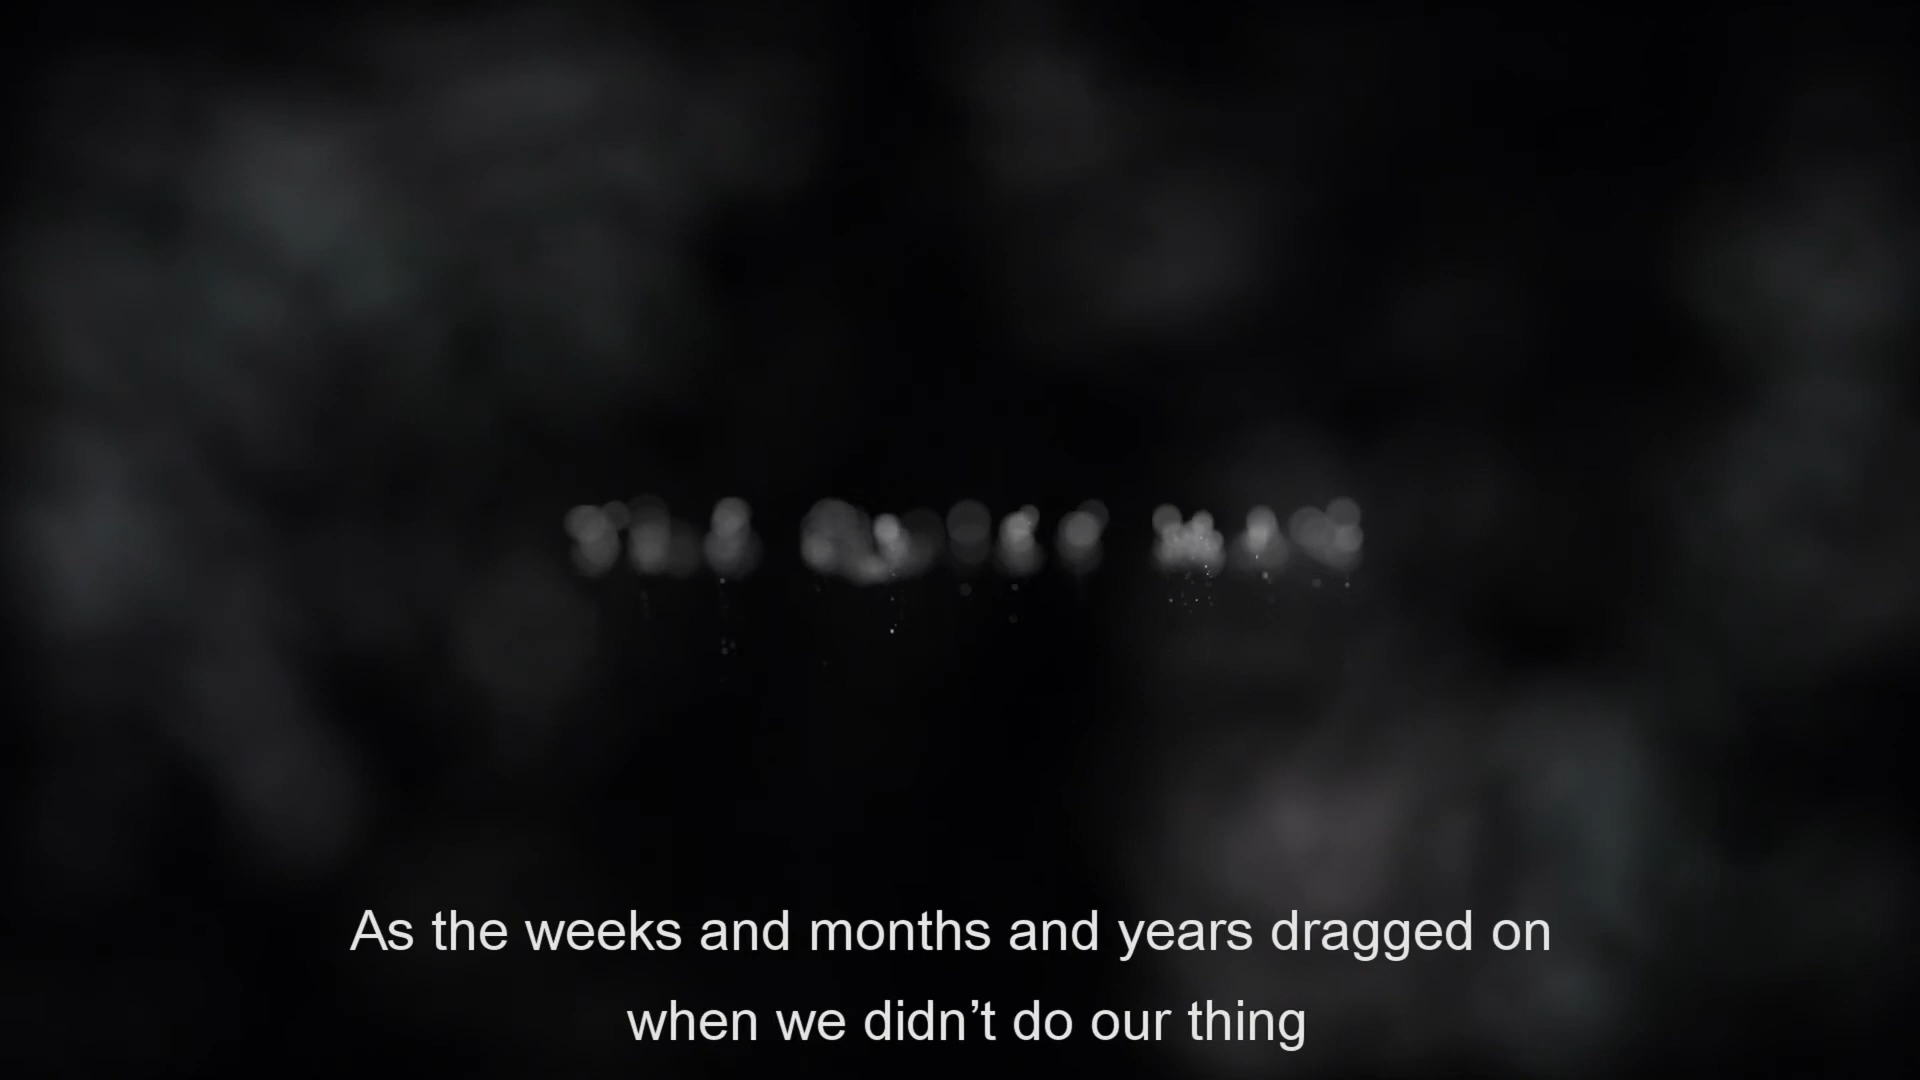 As the weeks and months and years dragged on
when we didn’t do our thing